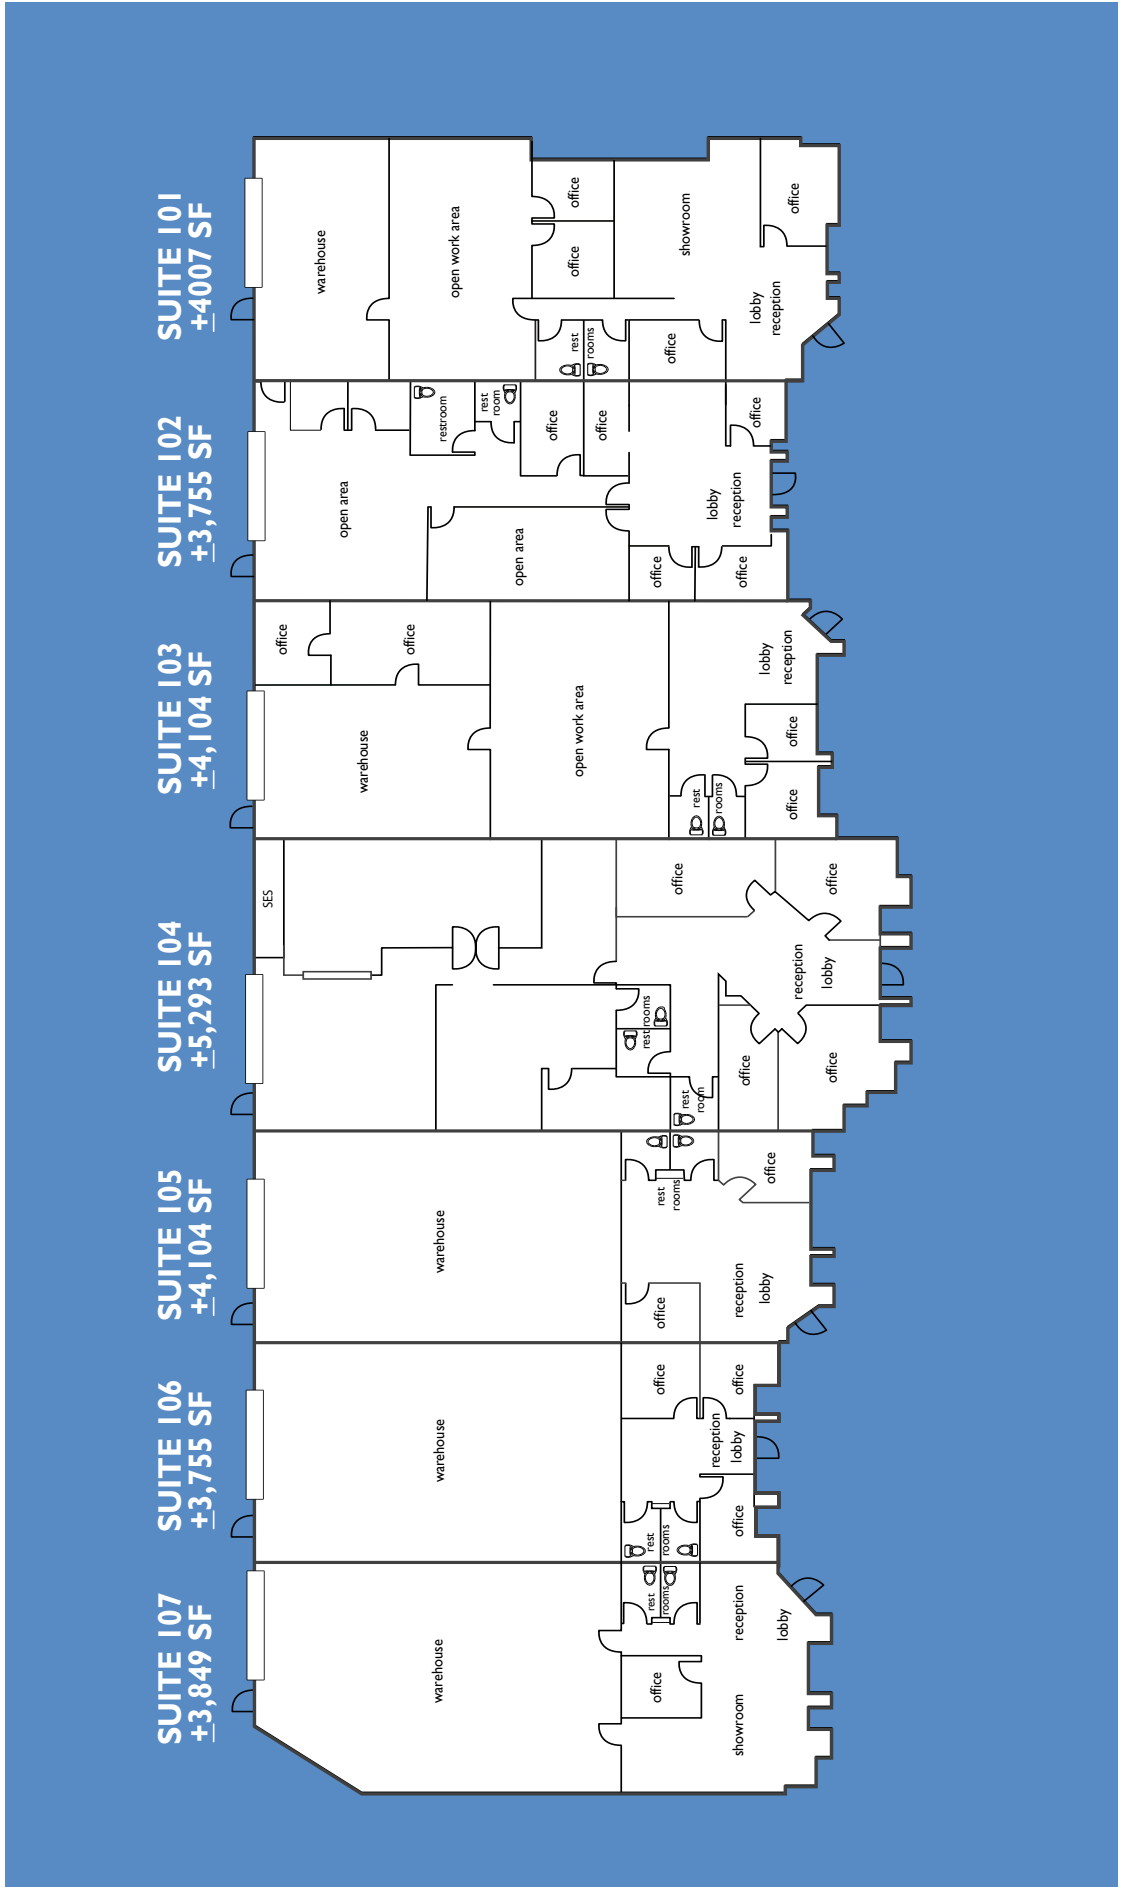 SUITE 101
+4007 SF
warehouse
open work area
office
office
rest
rooms
showroom
office
office
lobby
reception
SUITE 102
+3,755 SF
open area
restroom
rest
room
office
office
open area
office
lobby
reception
office
office
SUITE 103
+4,104 SF
office
office
warehouse
open work area
rest
rooms
lobby
reception
office
office
SUITE 104
+5,293 SF
SES
office
office
reception
lobby
rest
rooms
rest
room
office
office
SUITE 105
+4,104 SF
warehouse
rest
rooms
office
office
reception
lobby
SUITE 106
+3,755 SF
warehouse
office
office
reception
lobby
rest
rooms
office
SUITE 107
+3,849 SF
warehouse
rest
rooms
reception
lobby
office
showroom